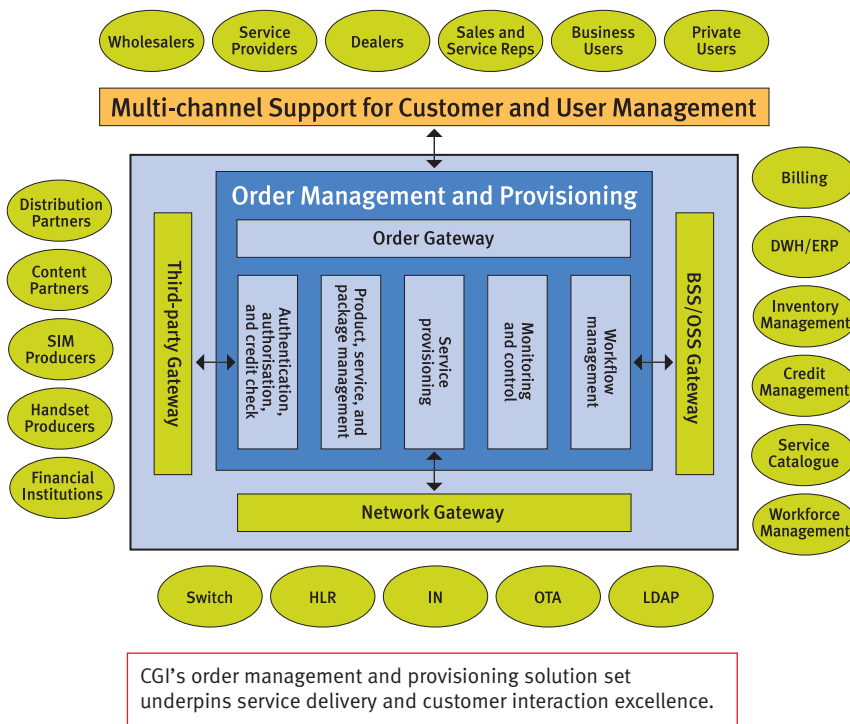 Wholesalers
Service
Providers
Dealers
Sales and
Service Reps
Business
Users
Private
Users
Multi-channel Support for Customer and User Management
Distribution
Partners
Content
Partners
SIM
Producers
Handset
Producers
Financial
Institutions
Third-party Gateway
Order Management and Provisioning
Order Gateway
Authentication,
authorisation,
and credit check
Product, service, and
package management
Service
provisioning
Monitoring
and control
Workflow
management
Network Gateway
BSS/OSS Gateway
Billing
DWH/ERP
Inventory
Management
Credit
Management
Service
Catalogue
Workforce
Management
Switch
HLR
IN
OTA
LDAP
CGI’s order management and provisioning solution set
underpins service delivery and customer interaction excellence.